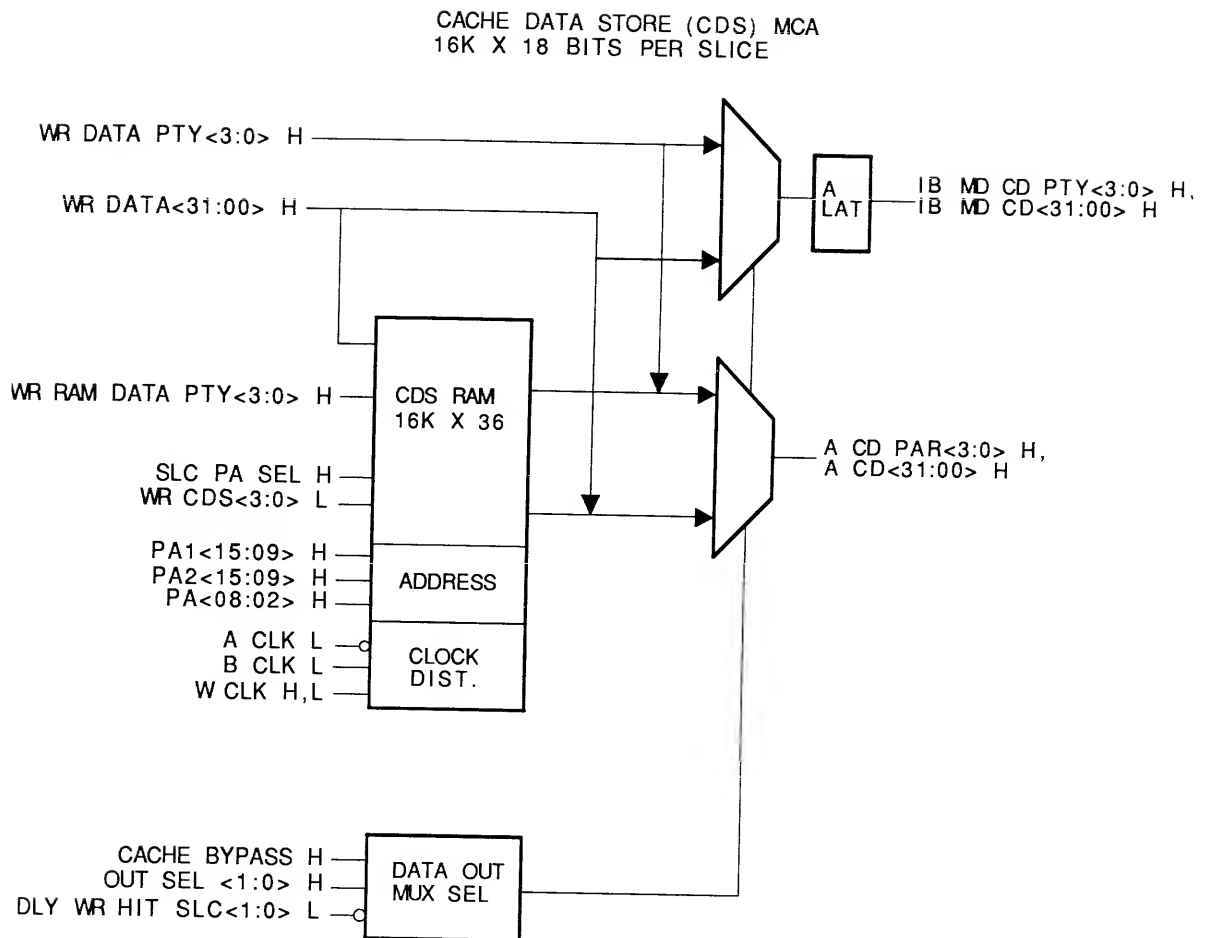 CACHE DATA STORE (CDS) MCA
16K X 18 BITS PER SLICE
WR DATA PTY<3:0> H
WR DATA<31:00> H
A
LAT
IB MD CD PTY<3:0> H,
IB MD CD<31:00> H
WR RAM DATA PTY<3:0> H
CDS RAM
16K X 36
SLC PA SEL H
WR CDS<3:0> L
A CD PAR<3:0> H,
A CD<31:00> H
PA1<15:09> H
PA2<15:09> H
PA<08:02> H
ADDRESS
A CLK L
B CLK L
W CLK H,L
CLOCK
DIST.
CACHE BYPASS H
OUT SEL <1:0> H
DLY WR HIT SLC<1:0> L
DATA OUT
MUX SEL